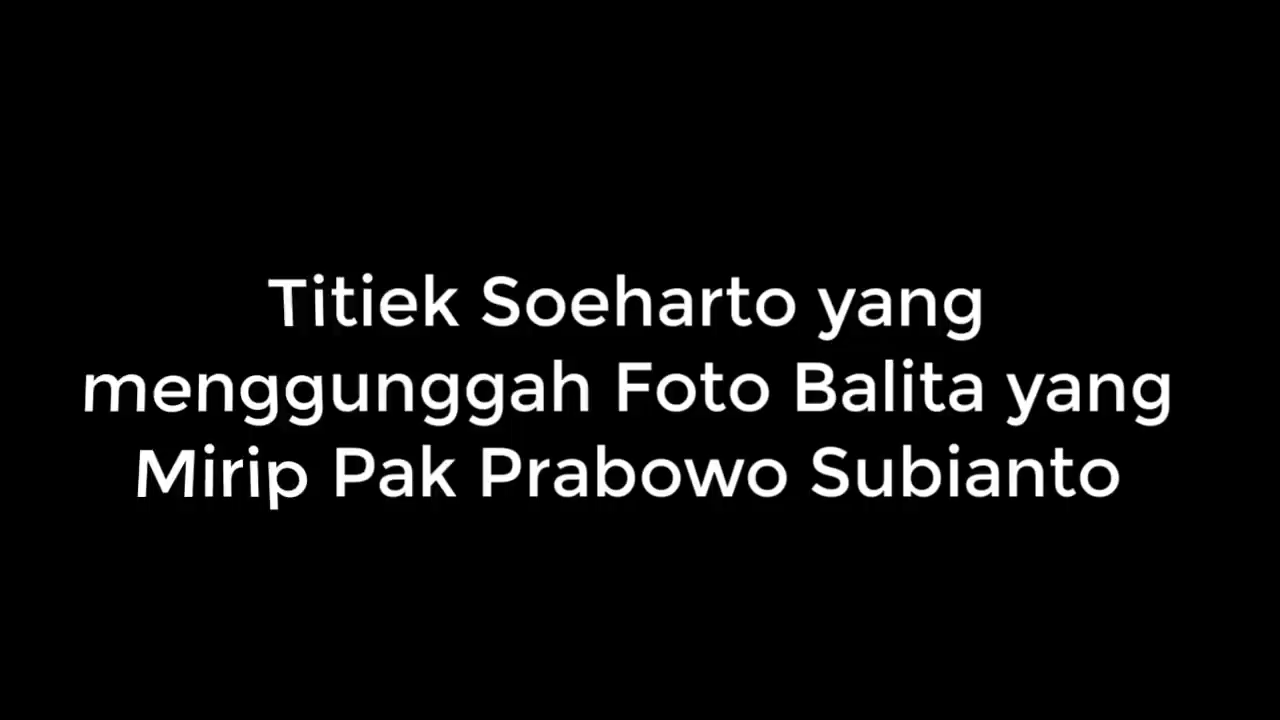 Titiek Soeharto yang
menggunggah Foto Balita yang
Mirip Pak Prabowo Subianto